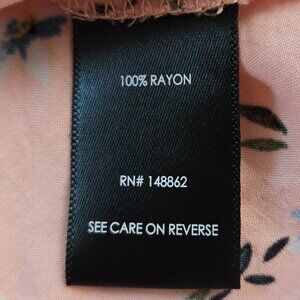 100% RAYON
RN# 148862
SEE CARE ON REVERSE